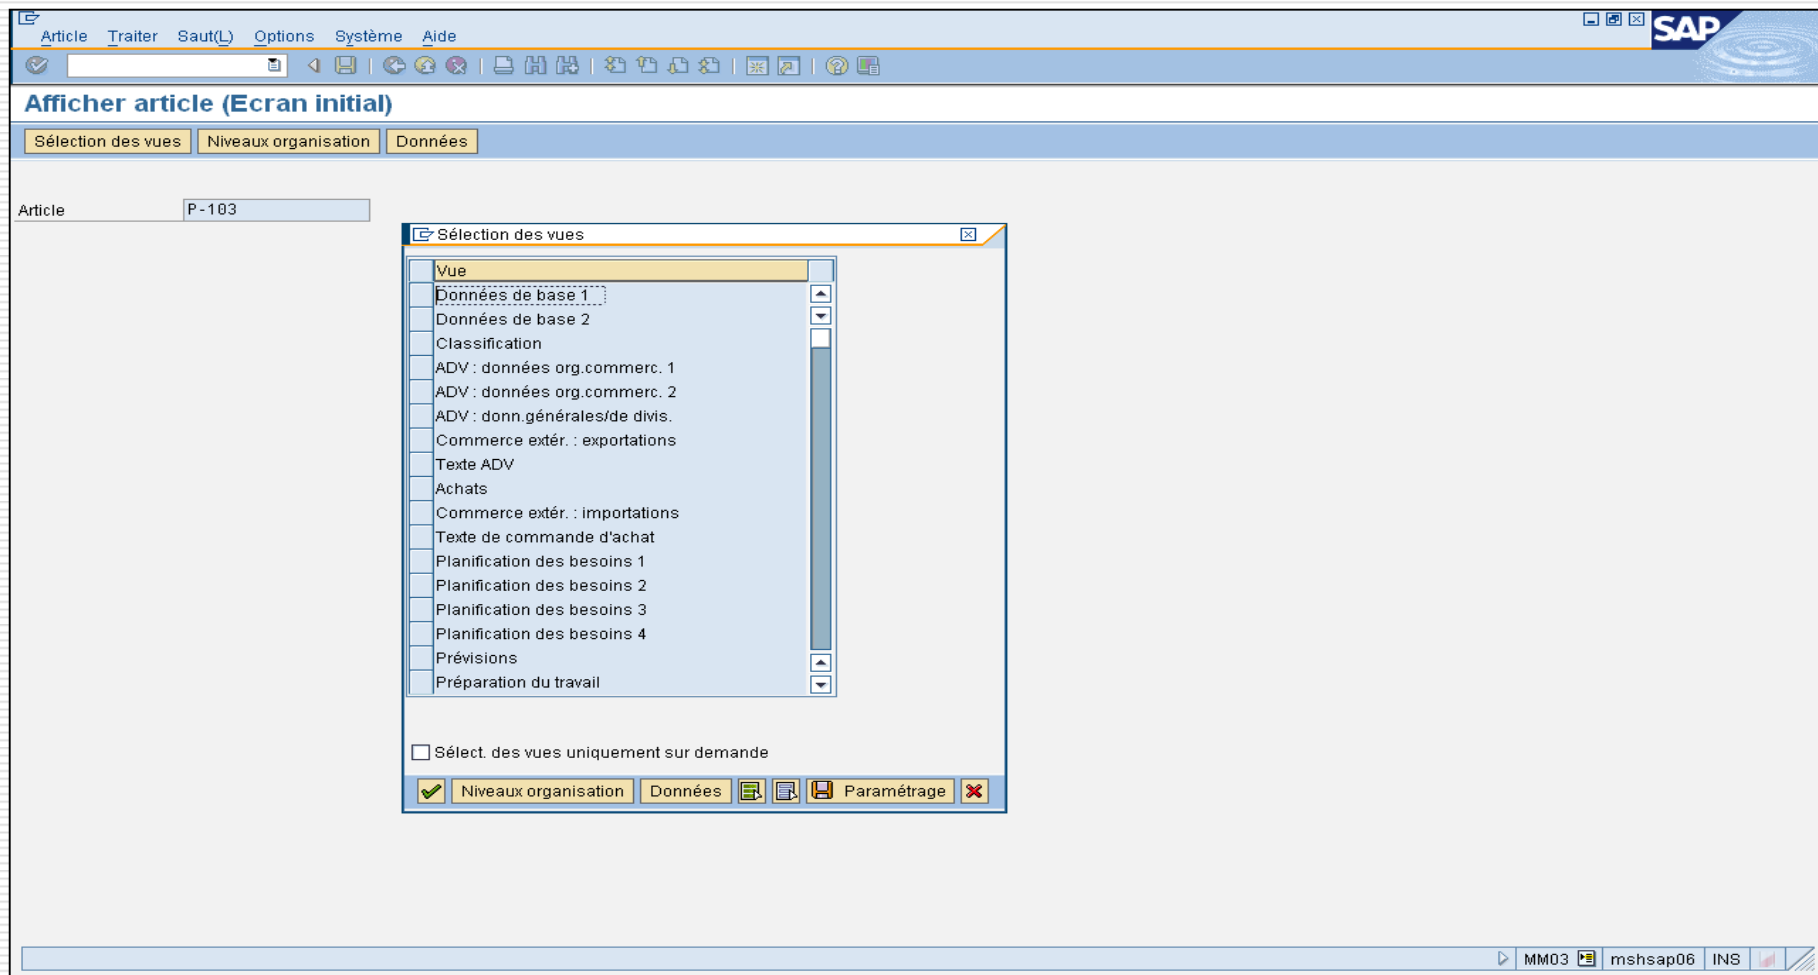 Article Traiter Saut(L) Options Système Aide
SAP
Afficher article (Ecran initial)
Sélection des vues Niveaux organisation Données
Article P-103
Sélection des vues
Vue
Données de base 1
Données de base 2
Classification
ADV : données org.commerc. 1
ADV : données org.commerc. 2
ADV : donn.générales/de divis.
Commerce extér. : exportations
Texte ADV
Achats
Commerce extér. : importations
Texte de commande d'achat
Planification des besoins 1
Planification des besoins 2
Planification des besoins 3
Planification des besoins 4
Prévisions
Préparation du travail
Sélect. des vues uniquement sur demande
Niveaux organisation Données Paramétrage
MM03 mshsap06 INS